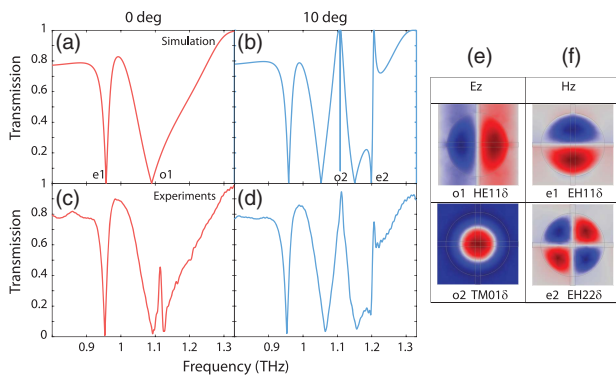 0 deg 10 deg (e) (f)
(a) Simulation (b) Ez Hz
Transmission
1
0.8
0.6
0.4
0.2
e1 o1 o2 e2
o1 HE11δ e1 EH11δ
(c) Experiments (d)
Transmission
1
0.8
0.6
0.4
0.2
0
o2 TM01δ e2 EH22δ
0.9 1 1.1 1.2 1.3 0.9 1 1.1 1.2 1.3
Frequency (THz)